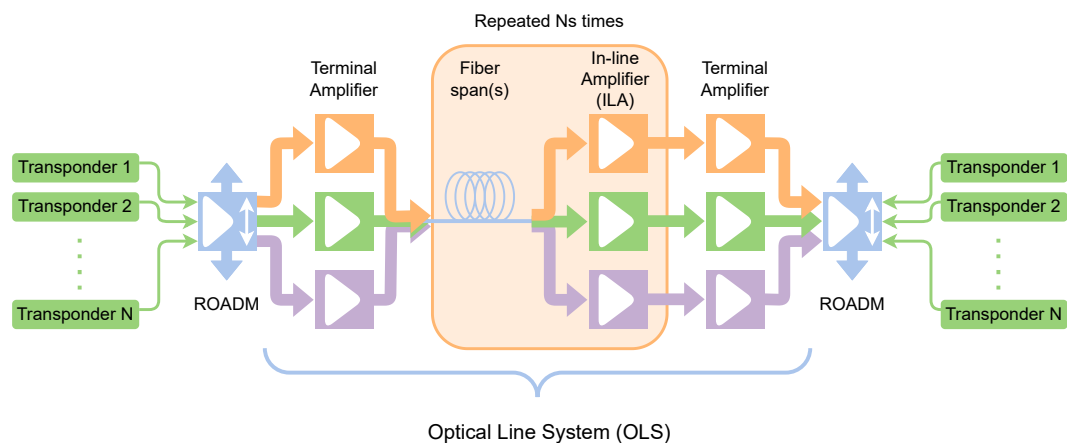 Repeated Ns times
Terminal
Amplifier
Fiber
span(s)
In-line
Amplifier
(ILA)
Terminal
Amplifier
Transponder 1
Transponder 2
Transponder N
ROADM
ROADM
Transponder 1
Transponder 2
Transponder N
Optical Line System (OLS)